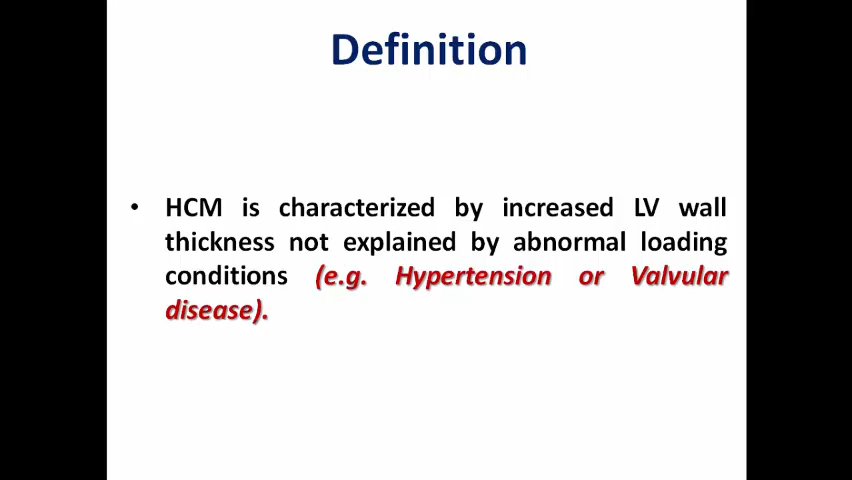 Definition
• HCM is characterized by increased LV wall
thickness not explained by abnormal loading
conditions (e.g. Hypertension or Valvular
disease).